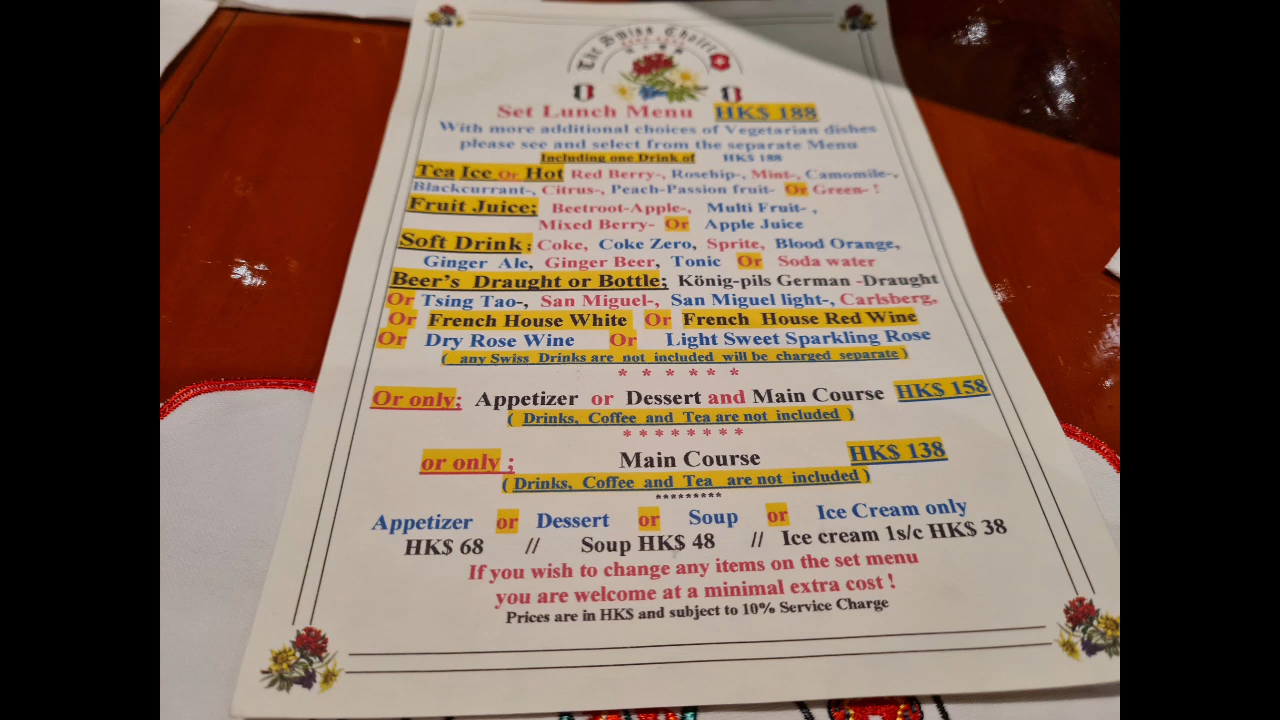 The Swiss Chalet
Set Lunch Menu HK$ 188
With more additional choices of Vegetarian dishes
please see and select from the separate Menu
Including one Drink of HK$ 188
Tea Ice Or Hot Red Berry-, Rosehip-, Mint-, Camomile-,
Blackcurrant-, Citrus-, Peach-Passion fruit- Or Green- !
Fruit Juice; Beetroot-Apple-, Multi Fruit- ,
Mixed Berry- Or Apple Juice
Soft Drink ; Coke, Coke Zero, Sprite, Blood Orange,
Ginger Ale, Ginger Beer, Tonic Or Soda water
Beer's Draught or Bottle; König-pils German -Draught
Or Tsing Tao-, San Miguel-, San Miguel light-, Carlsberg,
Or French House White Or French House Red Wine
Or Dry Rose Wine Or Light Sweet Sparkling Rose
( any Swiss Drinks are not included will be charged separate )
* * * * * *
Or only; Appetizer or Dessert and Main Course HK$ 158
( Drinks, Coffee and Tea are not included )
* * * * * * * *
or only ; Main Course HK$ 138
( Drinks, Coffee and Tea are not included )
*********
Appetizer or Dessert or Soup or Ice Cream only
HK$ 68 // Soup HK$ 48 // Ice cream 1s/c HK$ 38
If you wish to change any items on the set menu
you are welcome at a minimal extra cost !
Prices are in HK$ and subject to 10% Service Charge